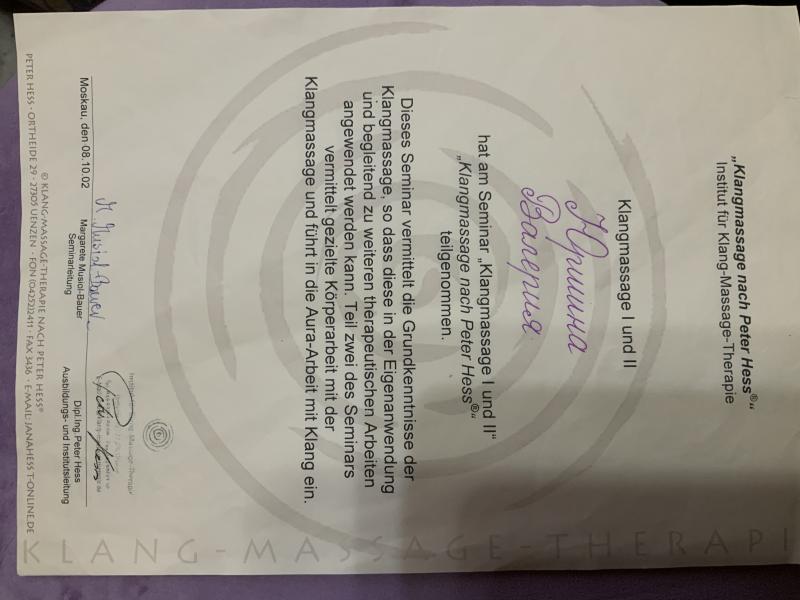 „Klangmassage nach Peter Hess®“
Institut für Klang-Massage-Therapie
Klangmassage I und II
Юришна
Валерия
hat am Seminar „Klangmassage I und II“
„Klangmassage nach Peter Hess®“
teilgenommen.
Dieses Seminar vermittelt die Grundkenntnisse der
Klangmassage, so dass diese in der Eigenanwendung
und begleitend zu weiteren therapeutischen Arbeiten
angewendet werden kann. Teil zwei des Seminars
vermittelt gezielte Körperarbeit mit der
Klangmassage und führt in die Aura-Arbeit mit Klang ein.
M. Musiol-Bauer
Moskau, den 08.10.02
Margarete Musiol-Bauer
Seminarleitung
Dipl.Ing.Peter Hess
Ausbildungs- und Institutsleitung
© KLANG-MASSAGE-THERAPIE NACH PETER HESS®
PETER HESS · ORTHEIDE 29 · 27305 UENZEN · FON (04252)2411 · FAX 3436 · E-MAIL: JANAHESS T-ONLINE.DE
KLANG-MASSAGE-THERAPI